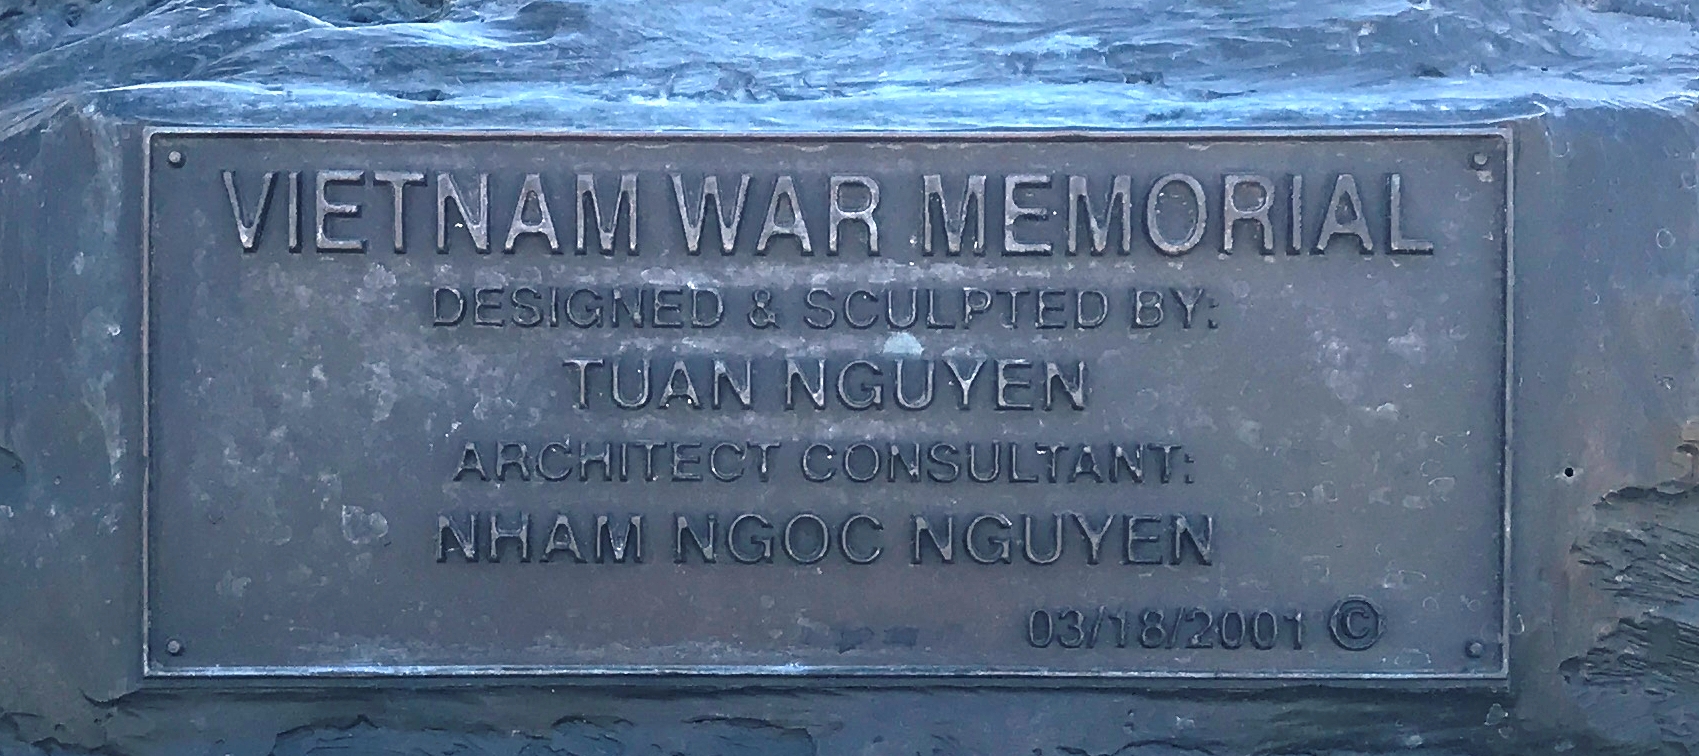 VIETNAM WAR MEMORIAL
DESIGNED & SCULPTED BY:
TUAN NGUYEN
ARCHITECT CONSULTANT:
NHAM NGOC NGUYEN
03/18/2001 ©